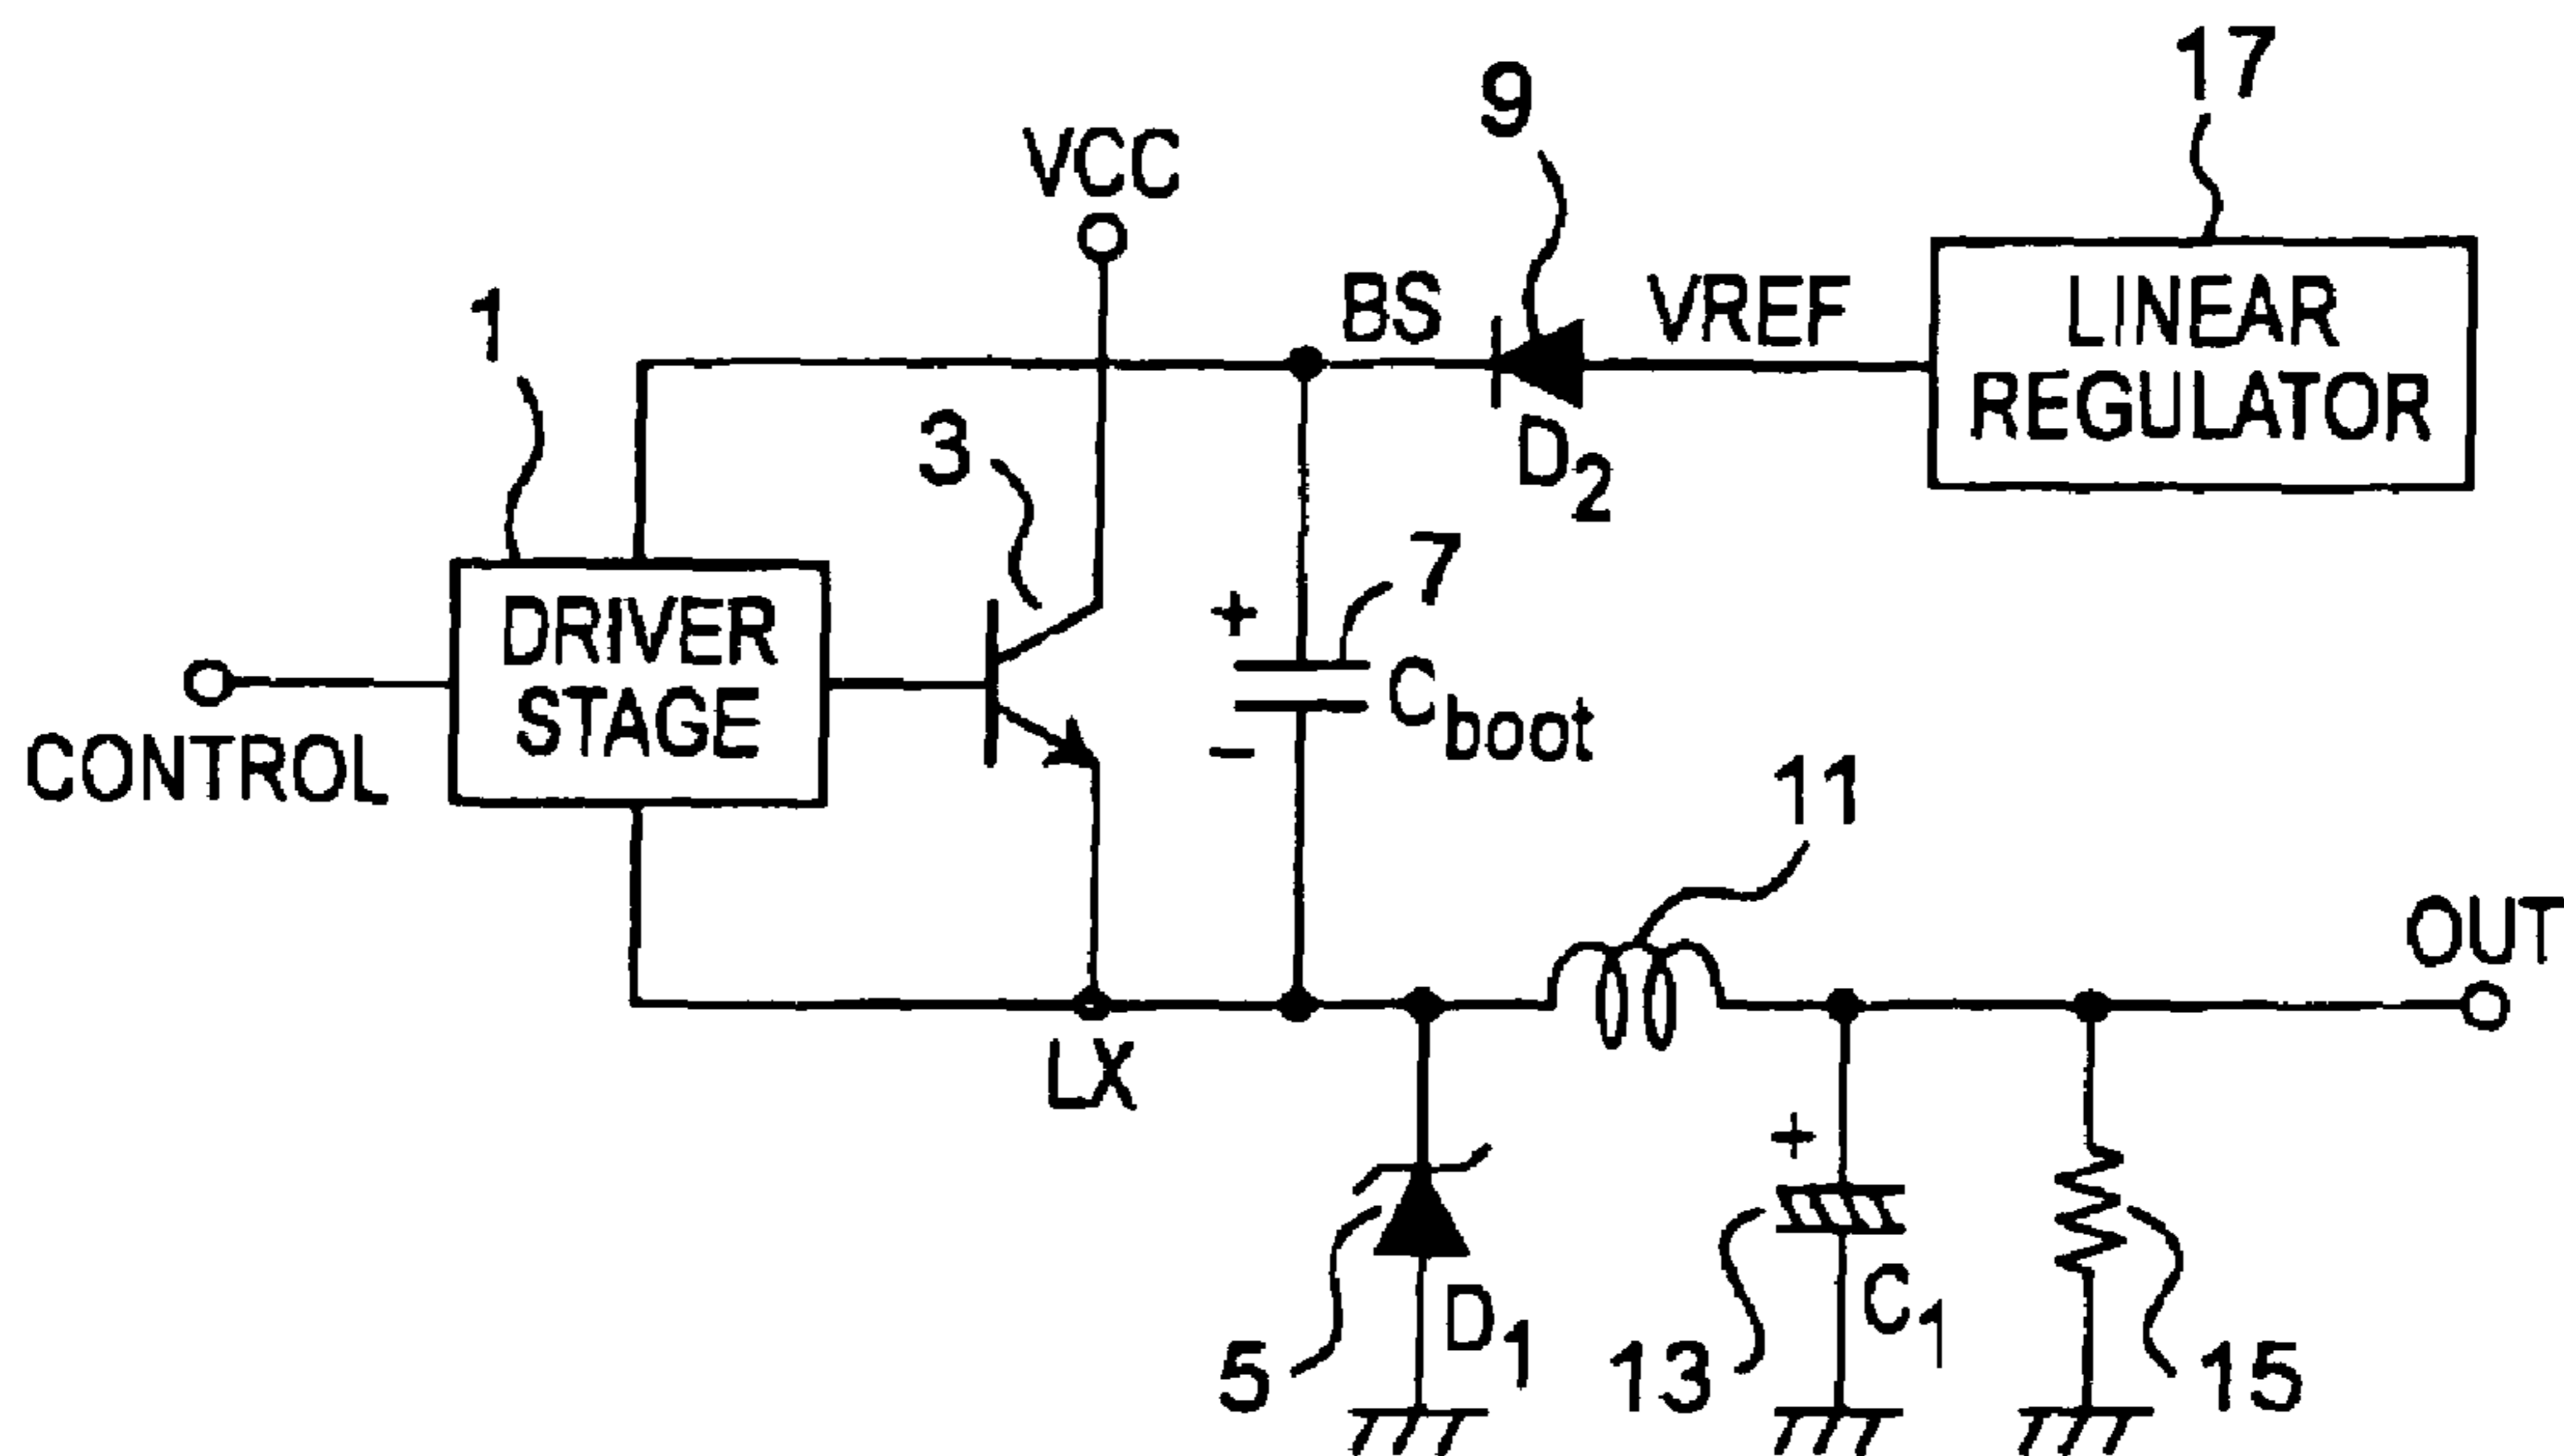 17
9
VCC
1
BS
VREF
LINEAR
REGULATOR
3
D2
7
DRIVER
STAGE
+
Cboot
−
CONTROL
11
OUT
LX
+
D1
C1
5
13
15